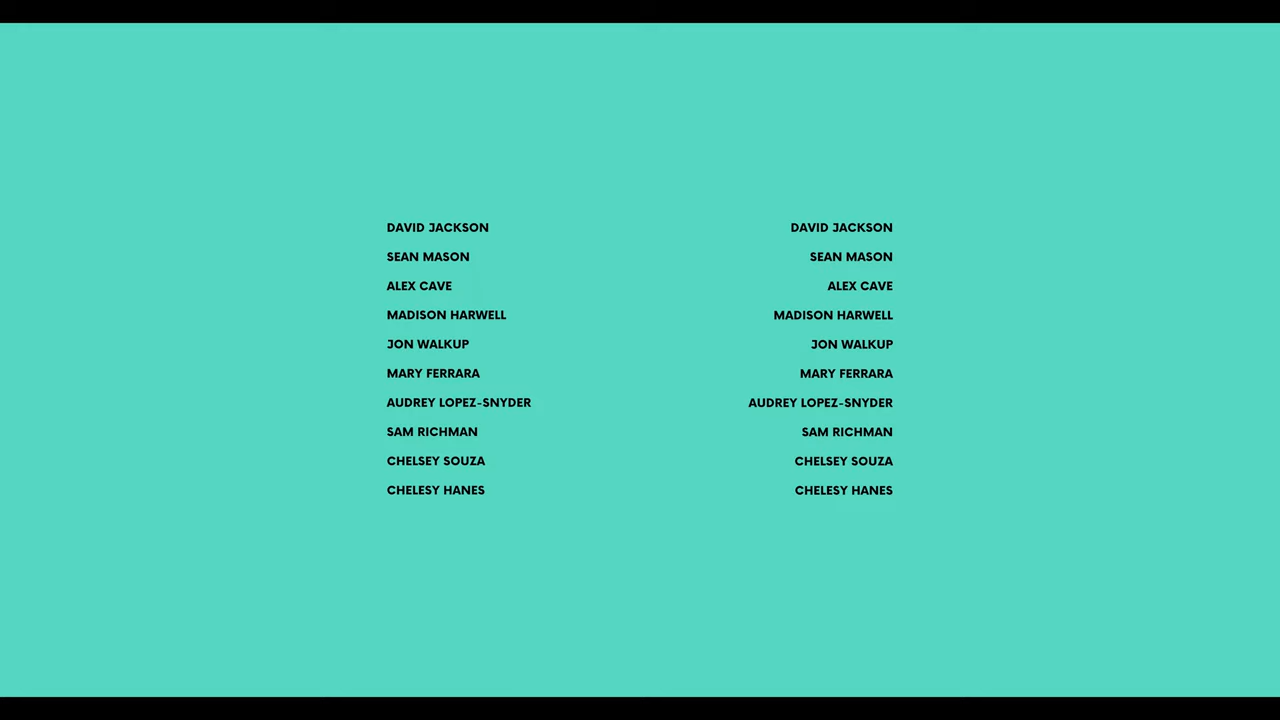 DAVID JACKSON DAVID JACKSON
SEAN MASON SEAN MASON
ALEX CAVE ALEX CAVE
MADISON HARWELL MADISON HARWELL
JON WALKUP JON WALKUP
MARY FERRARA MARY FERRARA
AUDREY LOPEZ-SNYDER AUDREY LOPEZ-SNYDER
SAM RICHMAN SAM RICHMAN
CHELSEY SOUZA CHELSEY SOUZA
CHELESY HANES CHELESY HANES